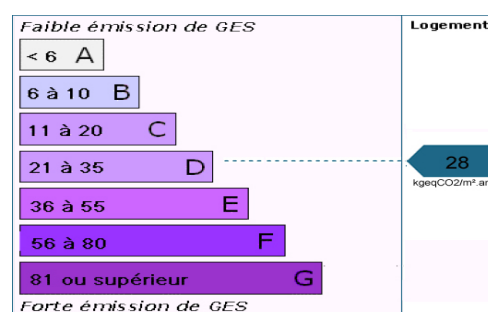 Faible émission de GES
Logement
< 6 A
6 à 10 B
11 à 20 C
21 à 35 D
28
kgeqCO2/m².an
36 à 55 E
56 à 80 F
81 ou supérieur G
Forte émission de GES